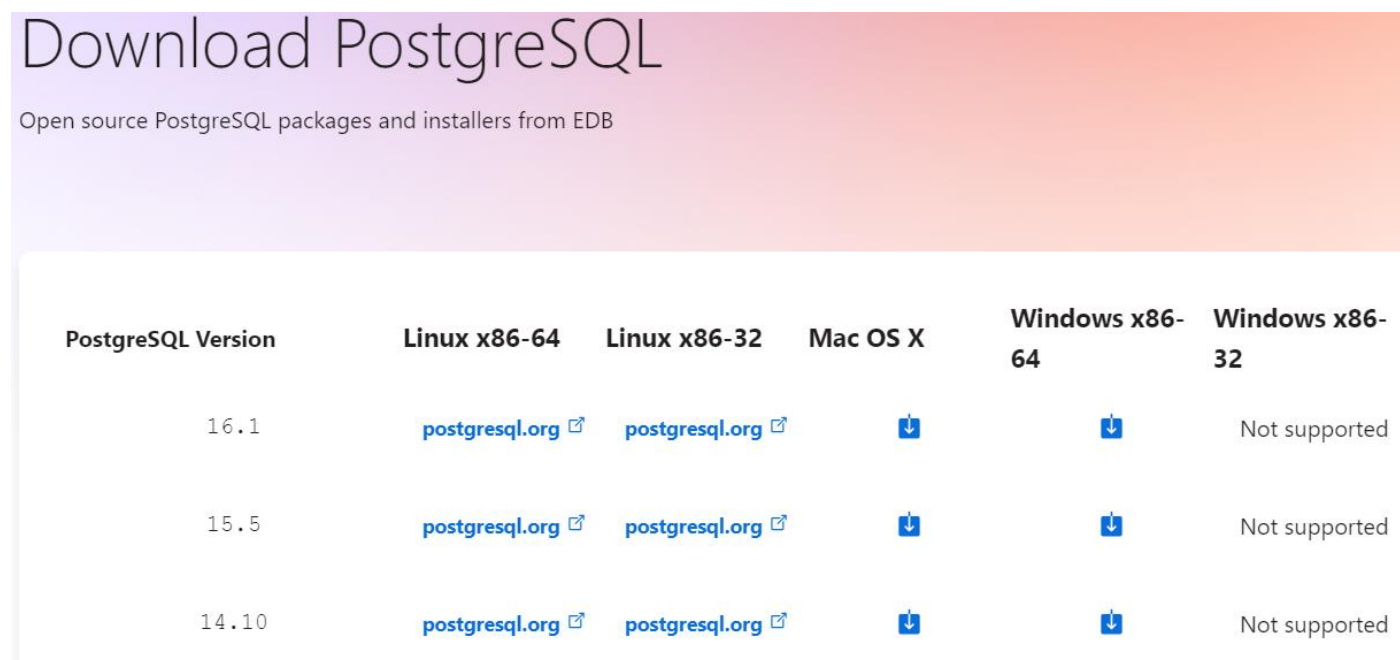 Download PostgreSQL
Open source PostgreSQL packages and installers from EDB
PostgreSQL Version Linux x86-64 Linux x86-32 Mac OS X Windows x86-64 Windows x86-32
16.1 postgresql.org postgresql.org Not supported
15.5 postgresql.org postgresql.org Not supported
14.10 postgresql.org postgresql.org Not supported